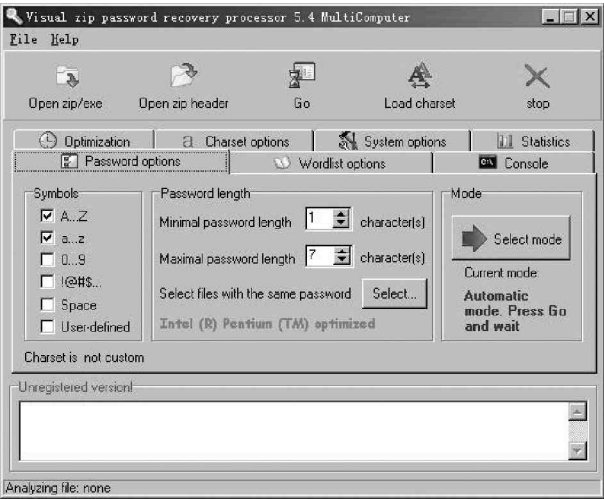 Visual zip password recovery processor 5.4 MultiComputer
File Help
Open zip/exe Open zip header Go Load charset stop
Optimization a Charset options System options Statistics
Password options Wordlist options Console
Symbols
A...Z
a...z
0...9
!@#$...
Space
User-defined
Password length
Minimal password length 1 character(s)
Maximal password length 7 character(s)
Select files with the same password Select...
Intel (R) Pentium (TM) optimized
Mode
Select mode
Current mode:
Automatic
mode. Press Go
and wait
Charset is not custom
Unregistered version!
Analyzing file: none